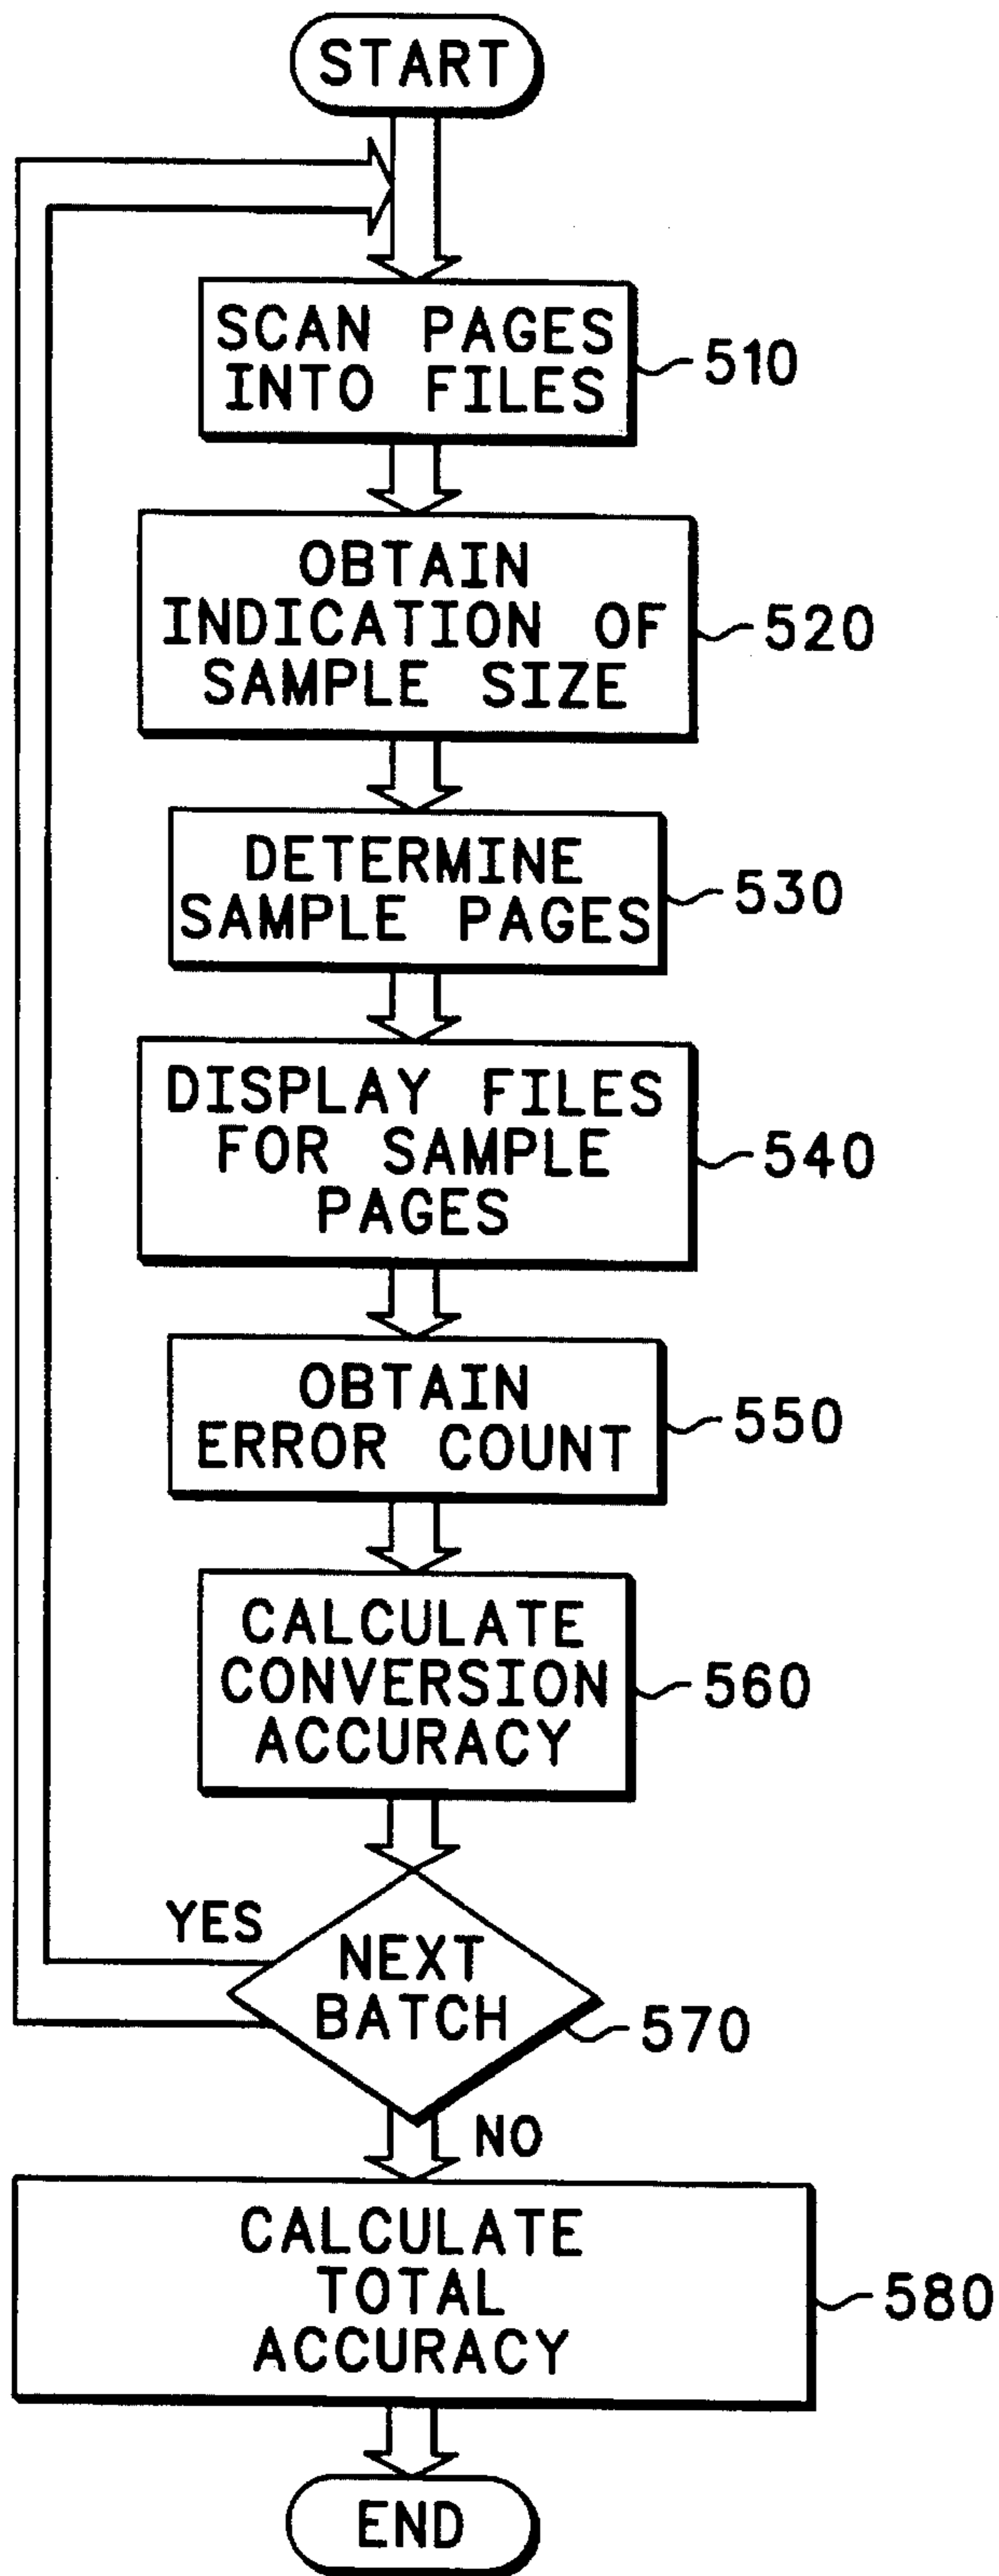 START
SCAN PAGES
INTO FILES
510
OBTAIN
INDICATION OF
SAMPLE SIZE
520
DETERMINE
SAMPLE PAGES
530
DISPLAY FILES
FOR SAMPLE
PAGES
540
OBTAIN
ERROR COUNT
550
CALCULATE
CONVERSION
ACCURACY
560
YES
NEXT
BATCH
570
NO
CALCULATE
TOTAL
ACCURACY
580
END